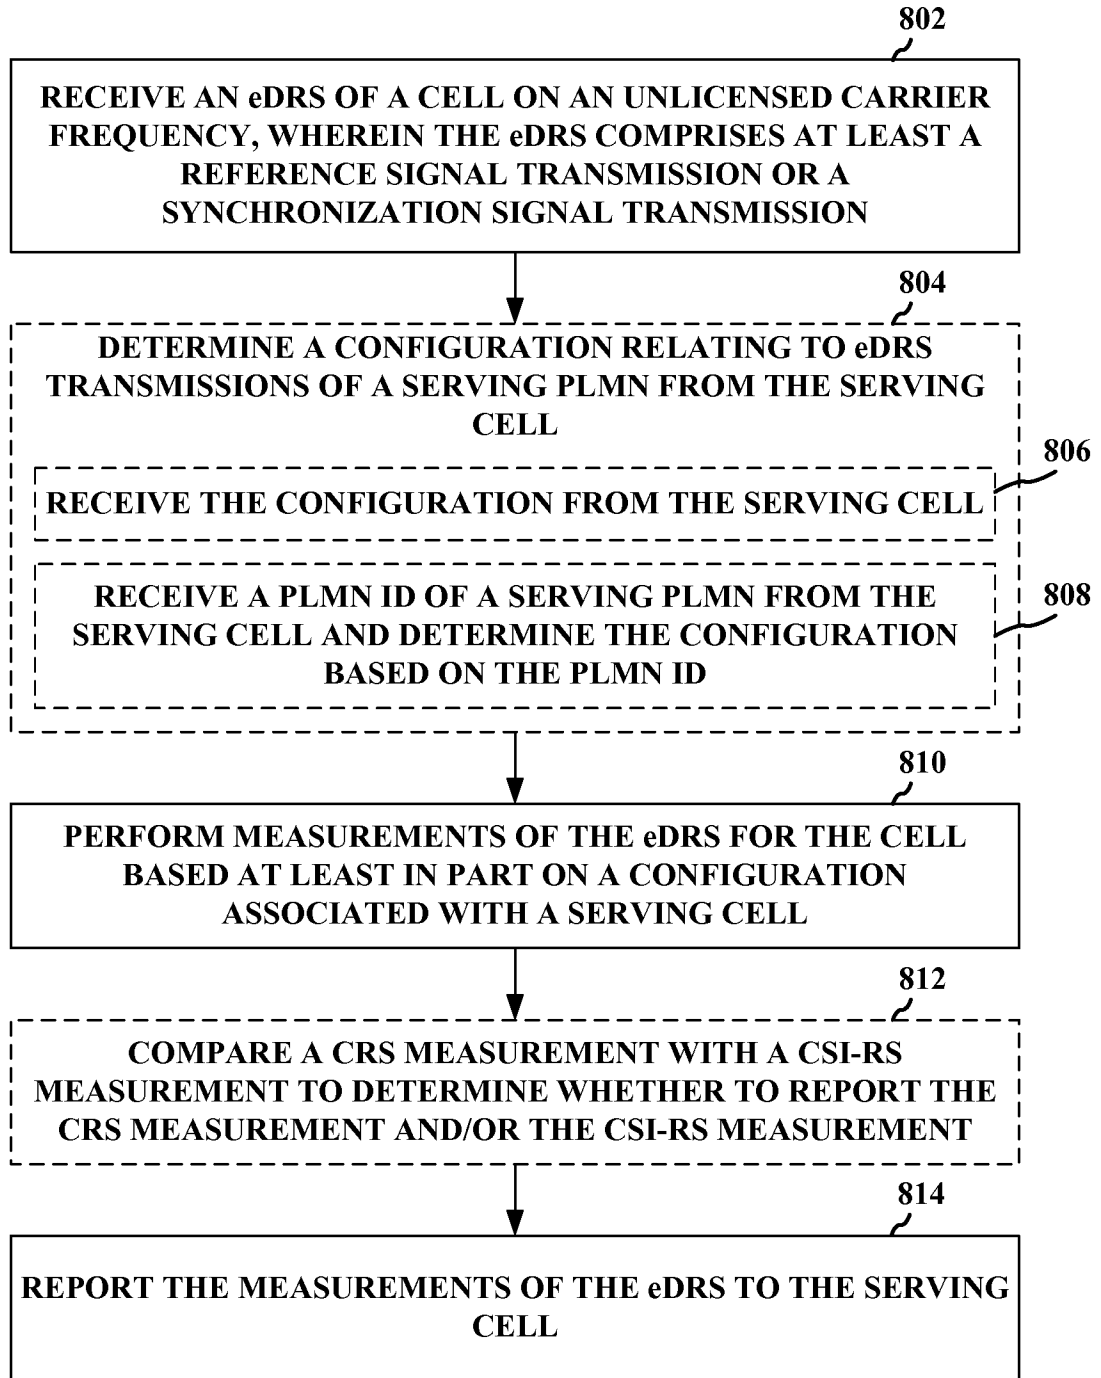 802
RECEIVE AN eDRS OF A CELL ON AN UNLICENSED CARRIER
FREQUENCY, WHEREIN THE eDRS COMPRISES AT LEAST A
REFERENCE SIGNAL TRANSMISSION OR A
SYNCHRONIZATION SIGNAL TRANSMISSION
804
DETERMINE A CONFIGURATION RELATING TO eDRS
TRANSMISSIONS OF A SERVING PLMN FROM THE SERVING
CELL
806
RECEIVE THE CONFIGURATION FROM THE SERVING CELL
808
RECEIVE A PLMN ID OF A SERVING PLMN FROM THE
SERVING CELL AND DETERMINE THE CONFIGURATION
BASED ON THE PLMN ID
810
PERFORM MEASUREMENTS OF THE eDRS FOR THE CELL
BASED AT LEAST IN PART ON A CONFIGURATION
ASSOCIATED WITH A SERVING CELL
812
COMPARE A CRS MEASUREMENT WITH A CSI-RS
MEASUREMENT TO DETERMINE WHETHER TO REPORT THE
CRS MEASUREMENT AND/OR THE CSI-RS MEASUREMENT
814
REPORT THE MEASUREMENTS OF THE eDRS TO THE SERVING
CELL